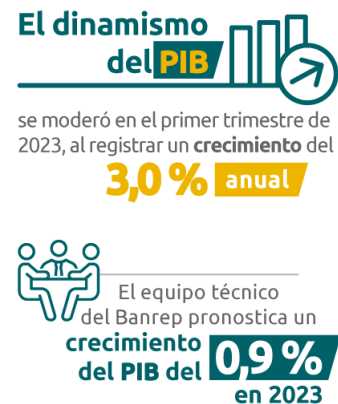 El dinamismo
del PIB
se moderó en el primer trimestre de
2023, al registrar un crecimiento del
3,0 % anual
El equipo técnico
del Banrep pronostica un
crecimiento
del PIB del 0,9 %
en 2023